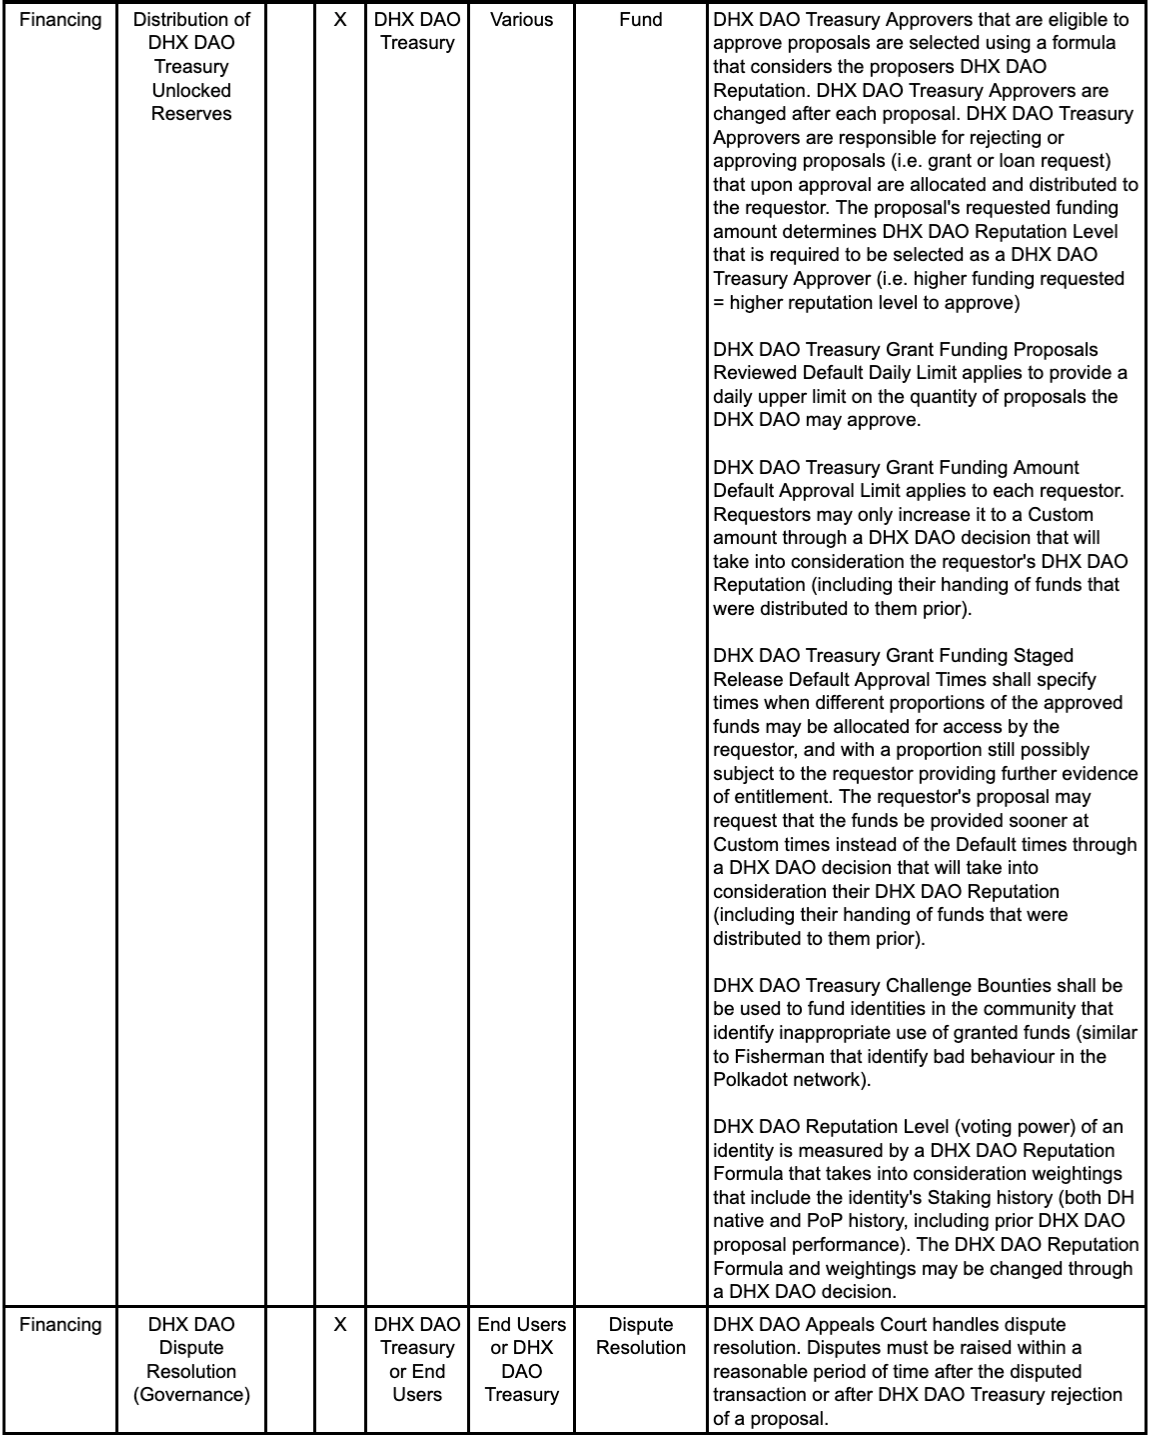 Financing
Distribution of
DHX DAO
Treasury
Unlocked
Reserves
X
DHX DAO
Treasury
Various
Fund
DHX DAO Treasury Approvers that are eligible to
approve proposals are selected using a formula
that considers the proposers DHX DAO
Reputation. DHX DAO Treasury Approvers are
changed after each proposal. DHX DAO Treasury
Approvers are responsible for rejecting or
approving proposals (i.e. grant or loan request)
that upon approval are allocated and distributed to
the requestor. The proposal's requested funding
amount determines DHX DAO Reputation Level
that is required to be selected as a DHX DAO
Treasury Approver (i.e. higher funding requested
= higher reputation level to approve)
DHX DAO Treasury Grant Funding Proposals
Reviewed Default Daily Limit applies to provide a
daily upper limit on the quantity of proposals the
DHX DAO may approve.
DHX DAO Treasury Grant Funding Amount
Default Approval Limit applies to each requestor.
Requestors may only increase it to a Custom
amount through a DHX DAO decision that will
take into consideration the requestor's DHX DAO
Reputation (including their handing of funds that
were distributed to them prior).
DHX DAO Treasury Grant Funding Staged
Release Default Approval Times shall specify
times when different proportions of the approved
funds may be allocated for access by the
requestor, and with a proportion still possibly
subject to the requestor providing further evidence
of entitlement. The requestor's proposal may
request that the funds be provided sooner at
Custom times instead of the Default times through
a DHX DAO decision that will take into
consideration their DHX DAO Reputation
(including their handing of funds that were
distributed to them prior).
DHX DAO Treasury Challenge Bounties shall be
be used to fund identities in the community that
identify inappropriate use of granted funds (similar
to Fisherman that identify bad behaviour in the
Polkadot network).
DHX DAO Reputation Level (voting power) of an
identity is measured by a DHX DAO Reputation
Formula that takes into consideration weightings
that include the identity's Staking history (both DH
native and PoP history, including prior DHX DAO
proposal performance). The DHX DAO Reputation
Formula and weightings may be changed through
a DHX DAO decision.
Financing
DHX DAO
Dispute
Resolution
(Governance)
X
DHX DAO
Treasury
or End
Users
End Users
or DHX
DAO
Treasury
Dispute
Resolution
DHX DAO Appeals Court handles dispute
resolution. Disputes must be raised within a
reasonable period of time after the disputed
transaction or after DHX DAO Treasury rejection
of a proposal.